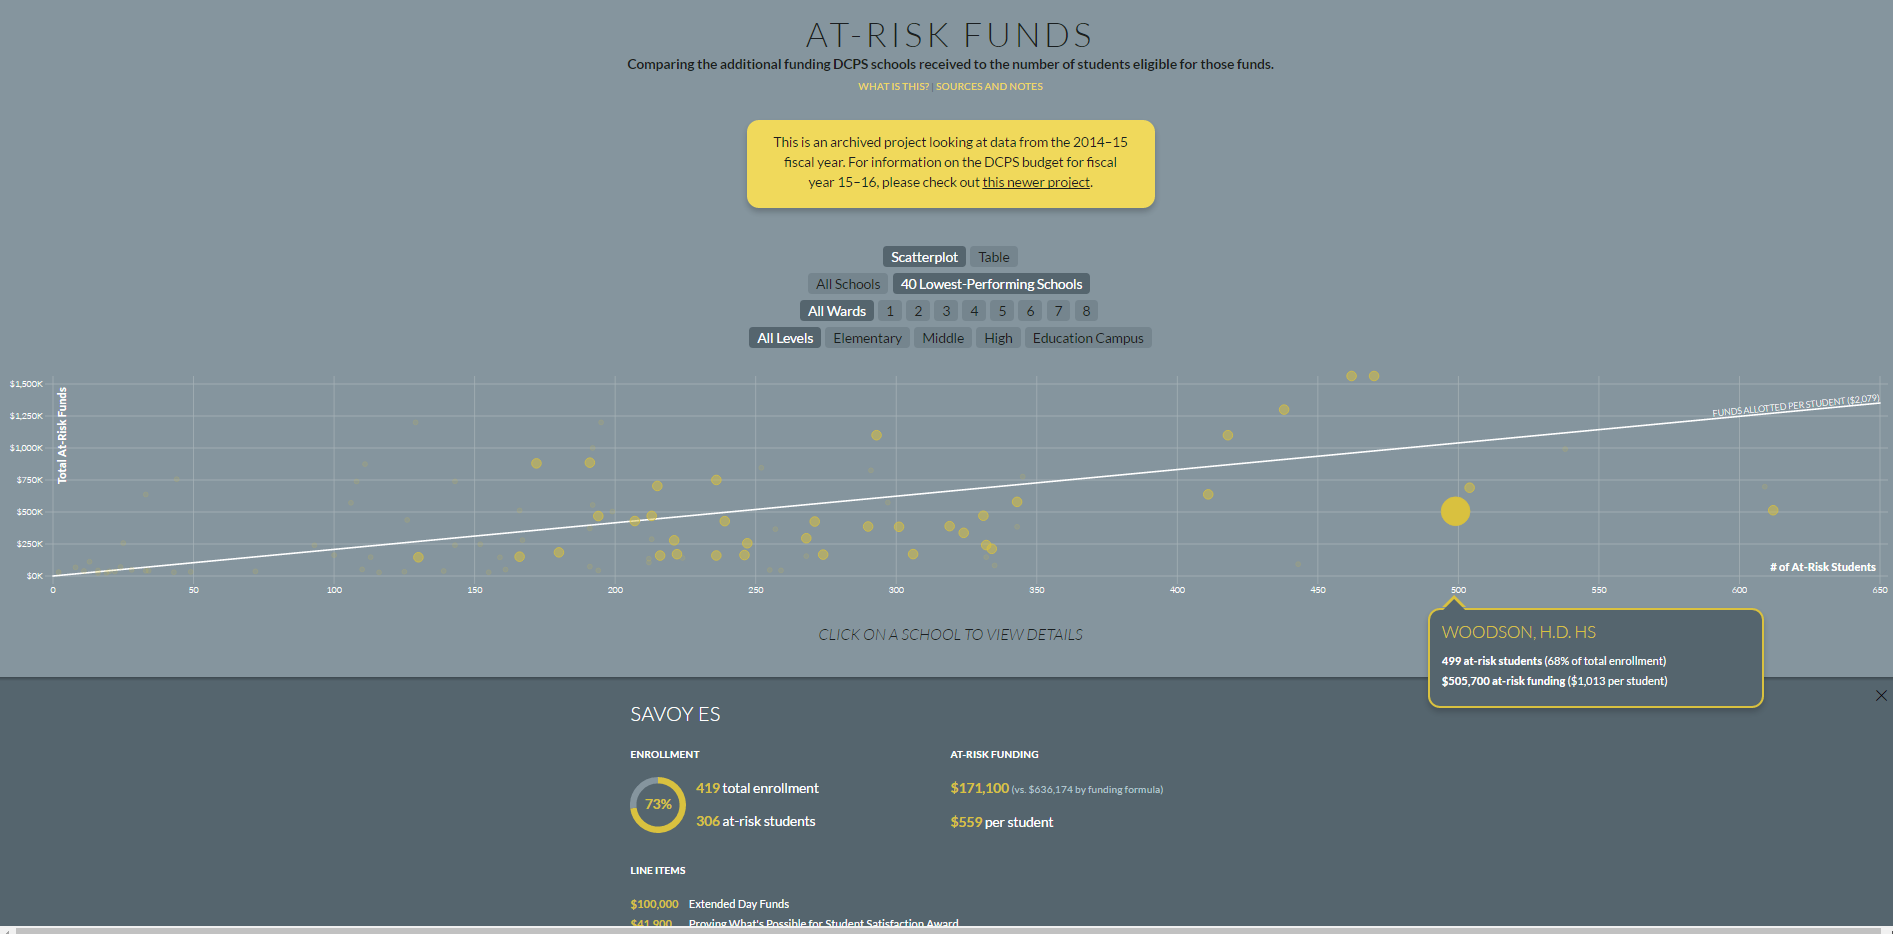 AT-RISK FUNDS
Comparing the additional funding DCPS schools received to the number of students eligible for those funds.
WHAT IS THIS? | SOURCES AND NOTES
This is an archived project looking at data from the 2014–15
fiscal year. For information on the DCPS budget for fiscal
year 15–16, please check out this newer project.
Scatterplot Table
All Schools 40 Lowest-Performing Schools
All Wards 1 2 3 4 5 6 7 8
All Levels Elementary Middle High Education Campus
$1,500K
$1,250K
$1,000K
$750K
$500K
$250K
$0K
Total At-Risk Funds
FUNDS ALLOTTED PER STUDENT ($2,079)
# of At-Risk Students
0 50 100 150 200 250 300 350 400 450 500 550 600 650
CLICK ON A SCHOOL TO VIEW DETAILS
WOODSON, H.D. HS
499 at-risk students (68% of total enrollment)
$505,700 at-risk funding ($1,013 per student)
SAVOY ES
ENROLLMENT
73%
419 total enrollment
306 at-risk students
AT-RISK FUNDING
$171,100 (vs. $636,174 by funding formula)
$559 per student
LINE ITEMS
$100,000 Extended Day Funds
$41,900 Proving What's Possible for Student Satisfaction Award